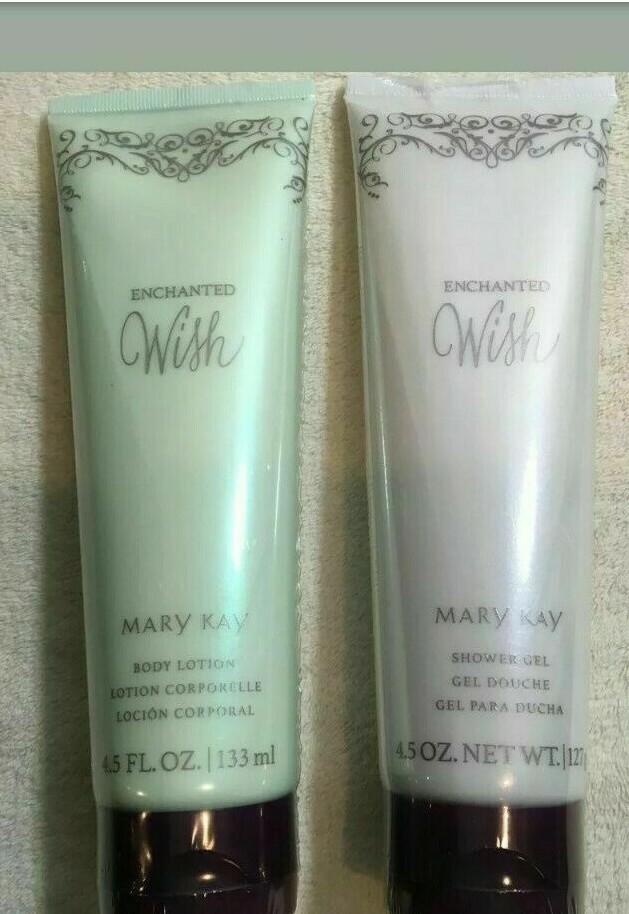 ENCHANTED
Wish
MARY KAY
BODY LOTION
LOTION CORPORELLE
LOCIÓN CORPORAL
4.5 FL. OZ. | 133 ml
ENCHANTED
Wish
MARY KAY
SHOWER GEL
GEL DOUCHE
GEL PARA DUCHA
4.5 OZ. NET WT. | 127